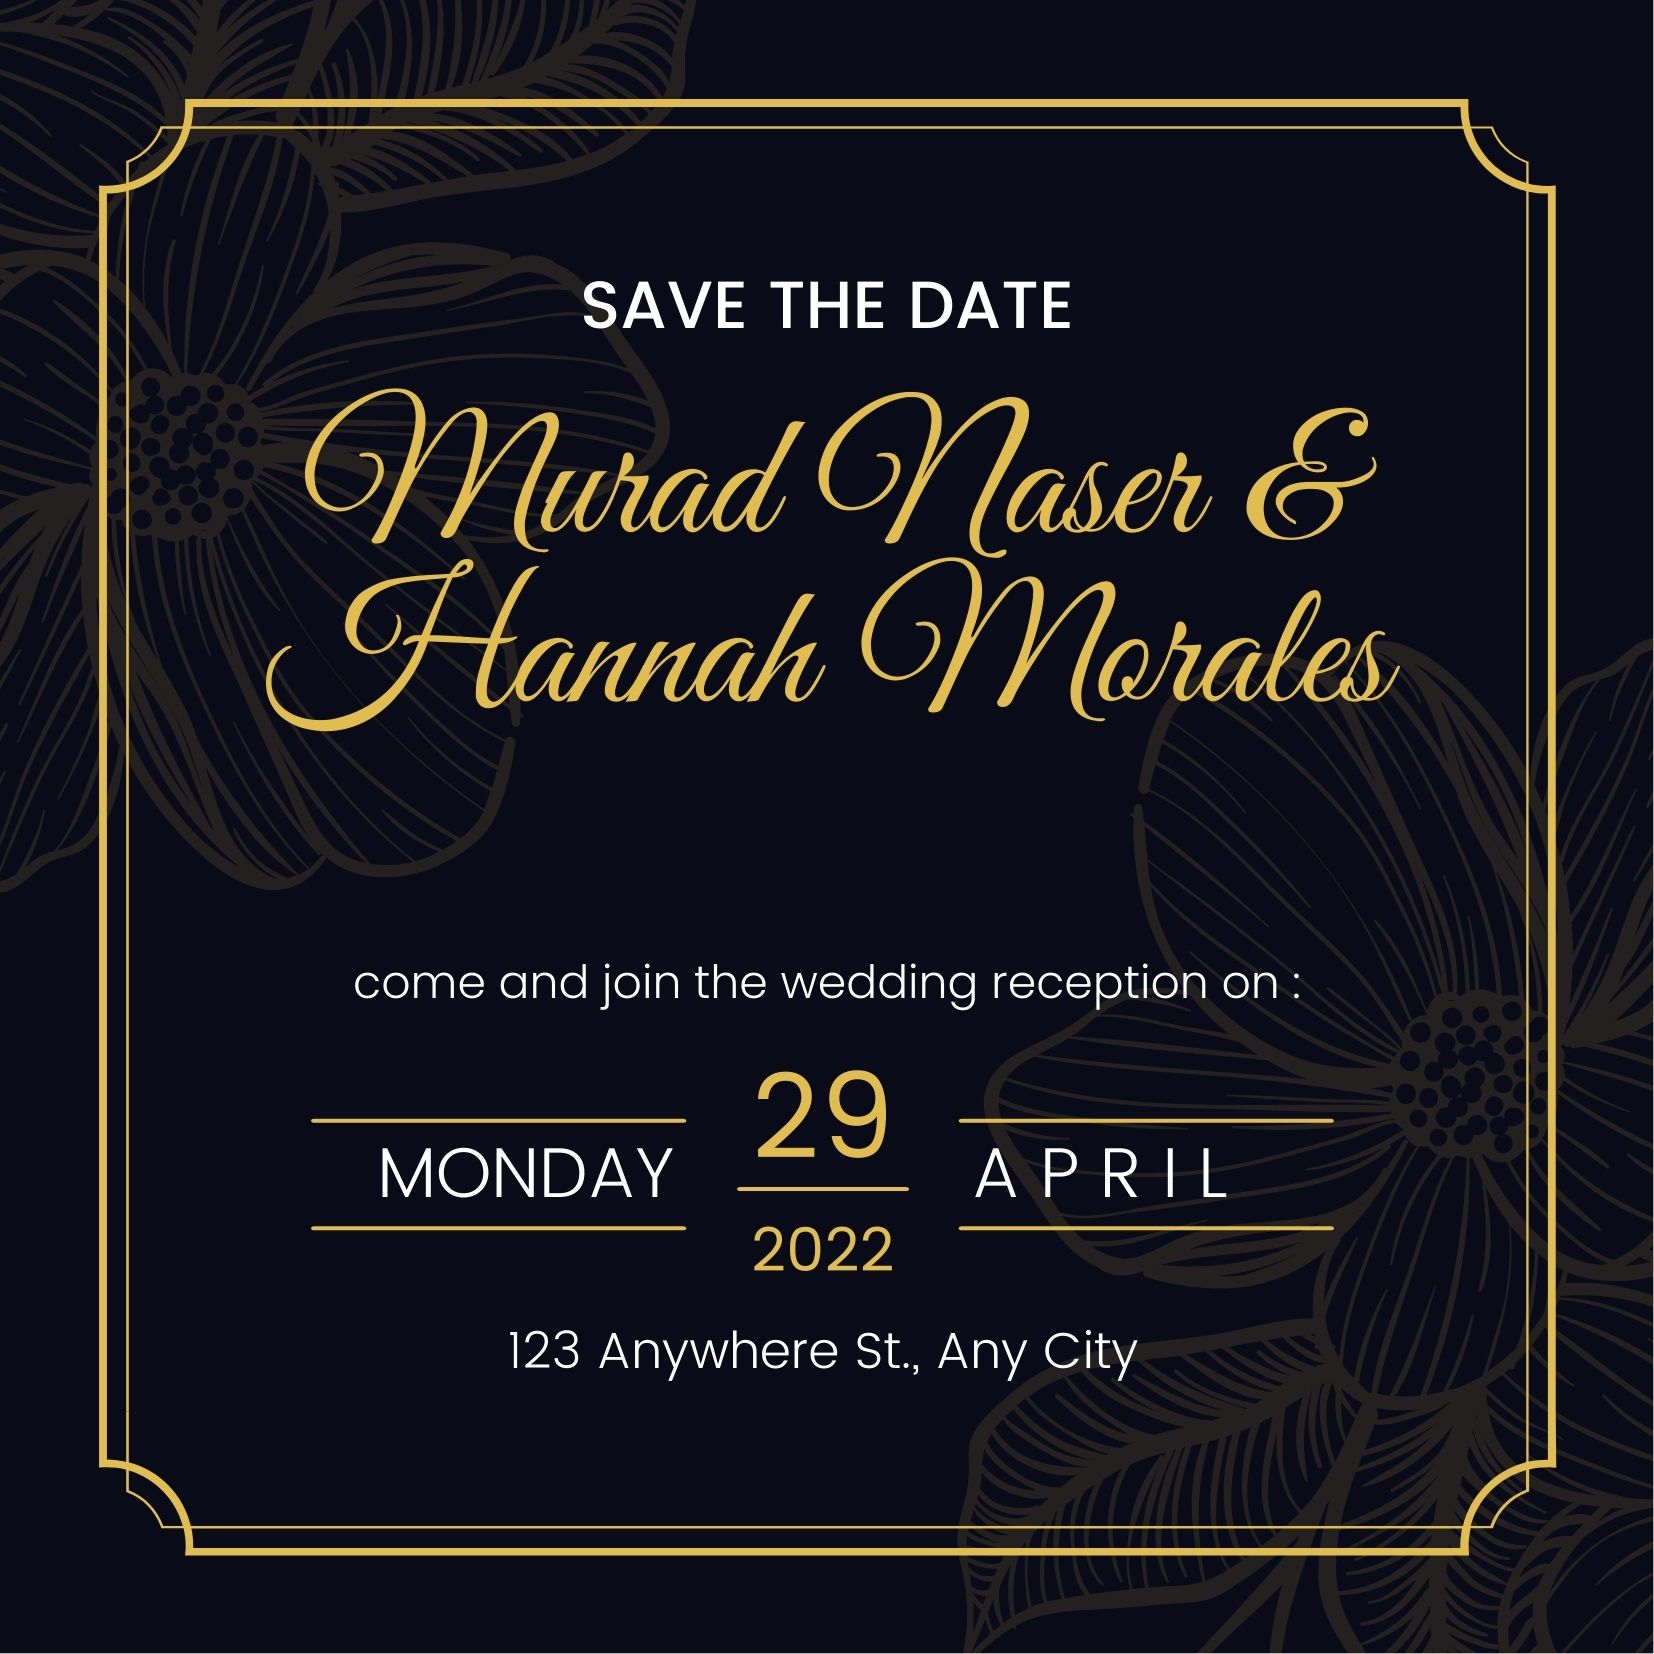 SAVE THE DATE
Murad Naser &
Hannah Morales
come and join the wedding reception on :
MONDAY
29
2022
APRIL
123 Anywhere St., Any City